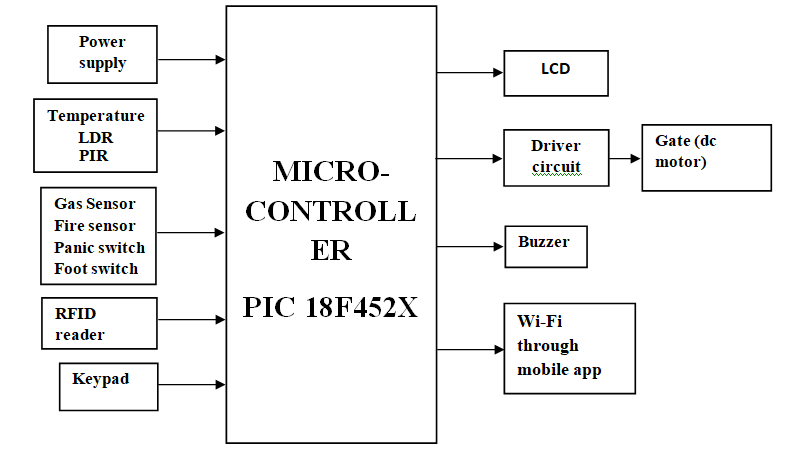 Power
supply
Temperature
LDR
PIR
Gas Sensor
Fire sensor
Panic switch
Foot switch
RFID
reader
Keypad
MICRO-
CONTROLL
ER
PIC 18F452X
LCD
Driver
circuit
Gate (dc
motor)
Buzzer
Wi-Fi
through
mobile app